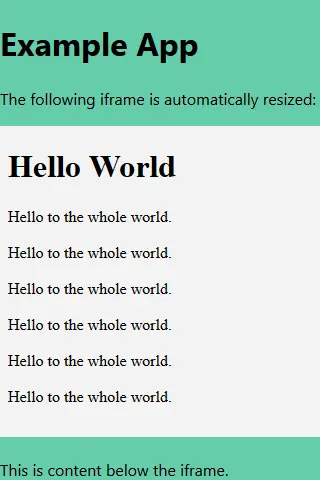 Example App
The following iframe is automatically resized:
Hello World
Hello to the whole world.
Hello to the whole world.
Hello to the whole world.
Hello to the whole world.
Hello to the whole world.
Hello to the whole world.
This is content below the iframe.